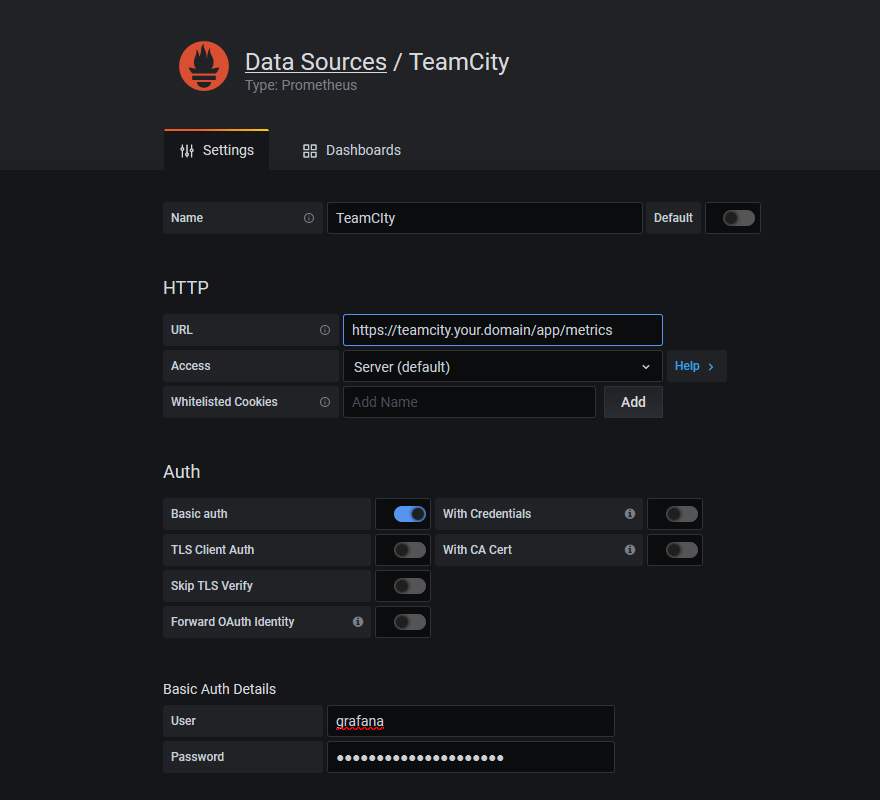 Data Sources / TeamCity
Type: Prometheus
Settings Dashboards
Name TeamCIty Default
HTTP
URL https://teamcity.your.domain/app/metrics
Access Server (default) Help
Whitelisted Cookies Add Name Add
Auth
Basic auth With Credentials
TLS Client Auth With CA Cert
Skip TLS Verify
Forward OAuth Identity
Basic Auth Details
User grafana
Password